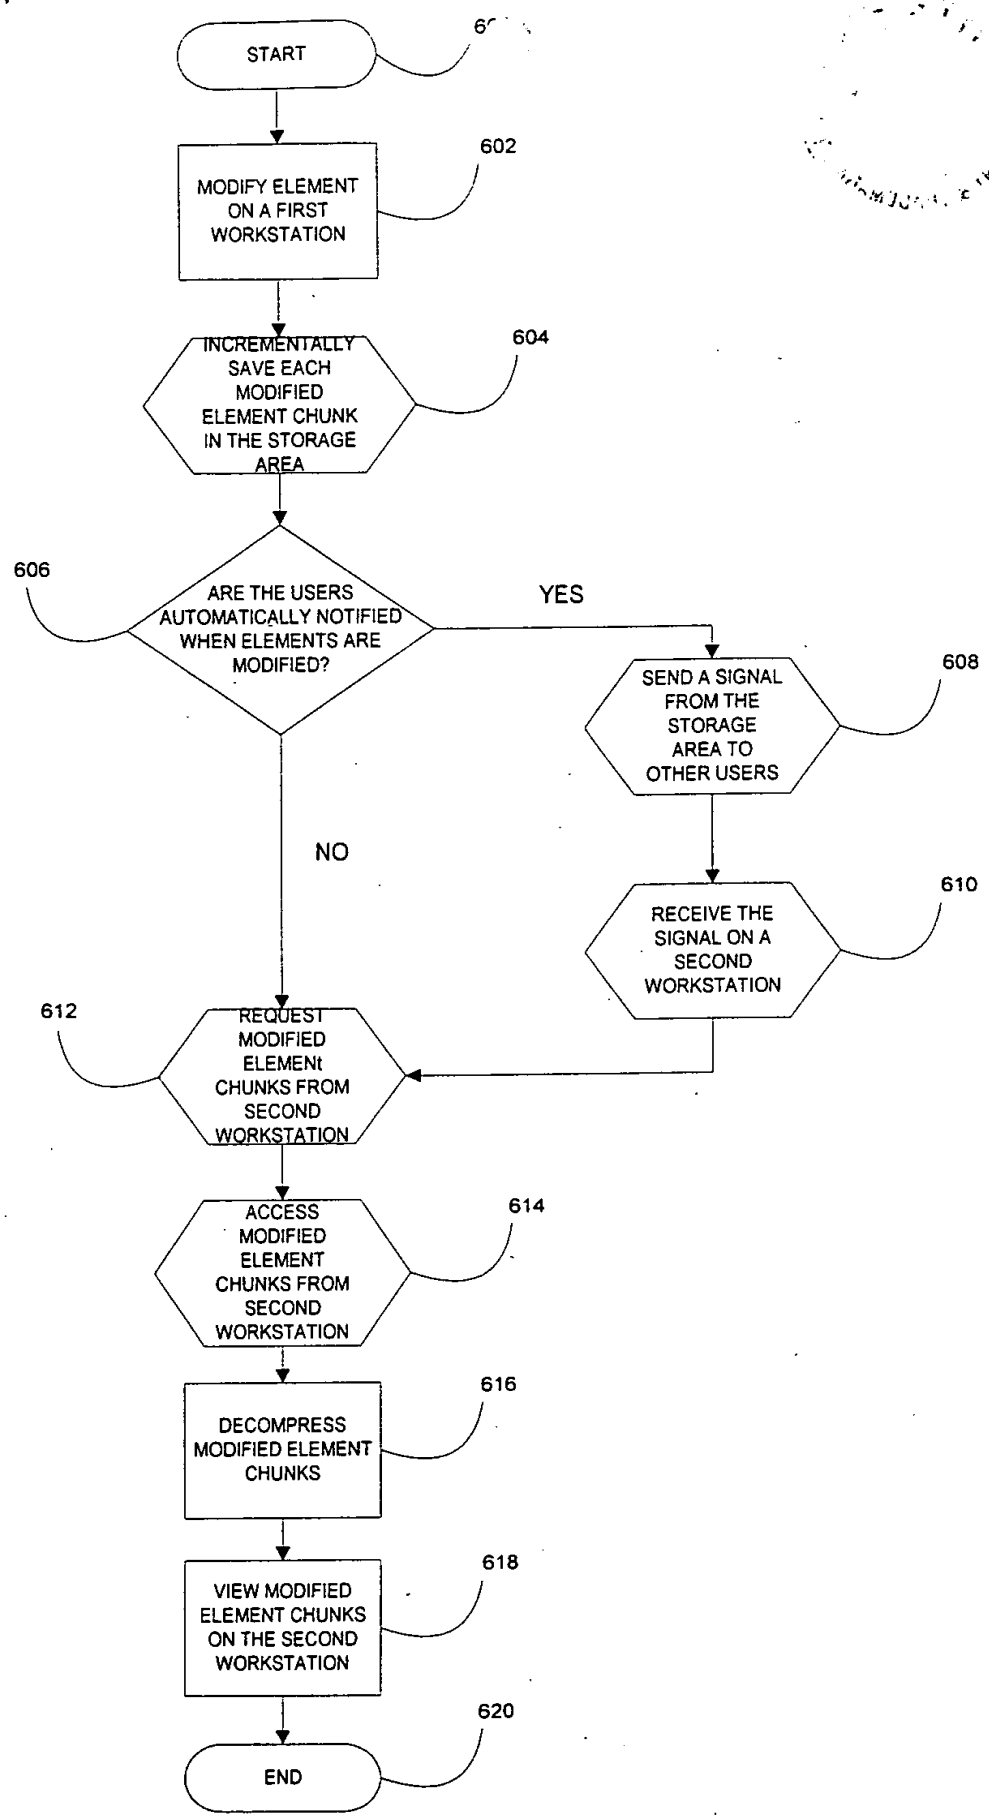 START
602
MODIFY ELEMENT
ON A FIRST
WORKSTATION
604
INCREMENTALLY
SAVE EACH
MODIFIED
ELEMENT CHUNK
IN THE STORAGE
AREA
606
ARE THE USERS
AUTOMATICALLY NOTIFIED
WHEN ELEMENTS ARE
MODIFIED?
YES
608
SEND A SIGNAL
FROM THE
STORAGE
AREA TO
OTHER USERS
NO
610
RECEIVE THE
SIGNAL ON A
SECOND
WORKSTATION
612
REQUEST
MODIFIED
ELEMENt
CHUNKS FROM
SECOND
WORKSTATION
614
ACCESS
MODIFIED
ELEMENT
CHUNKS FROM
SECOND
WORKSTATION
616
DECOMPRESS
MODIFIED ELEMENT
CHUNKS
618
VIEW MODIFIED
ELEMENT CHUNKS
ON THE SECOND
WORKSTATION
620
END